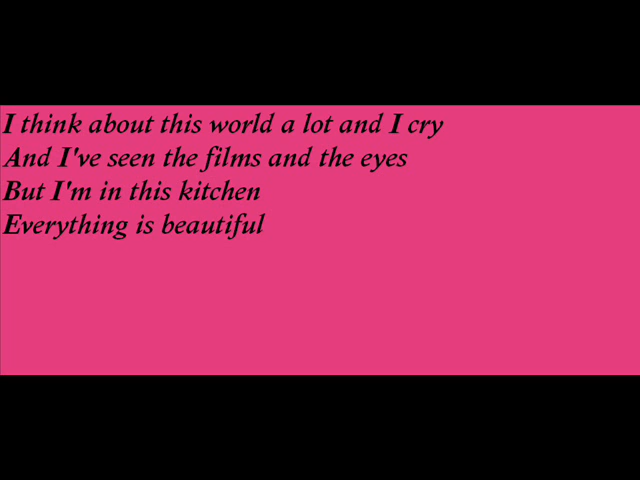 I think about this world a lot and I cry
And I've seen the films and the eyes
But I'm in this kitchen
Everything is beautiful